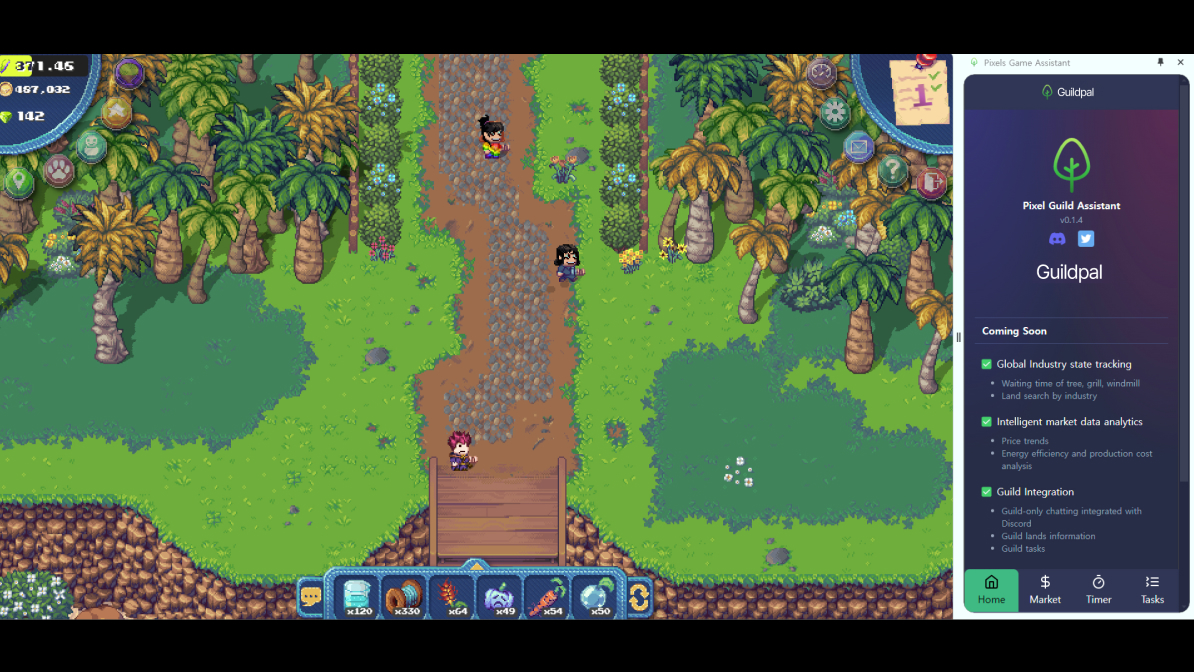 371.46
467,032
142
1
x120
x330
x64
x49
x54
x50
?
Pixels Game Assistant
Guildpal
Pixel Guild Assistant
v0.1.4
Guildpal
Coming Soon
Global Industry state tracking
Waiting time of tree, grill, windmill
Land search by industry
Intelligent market data analytics
Price trends
Energy efficiency and production cost
analysis
Guild Integration
Guild-only chatting integrated with
Discord
Guild lands information
Guild tasks
Home
Market
Timer
Tasks